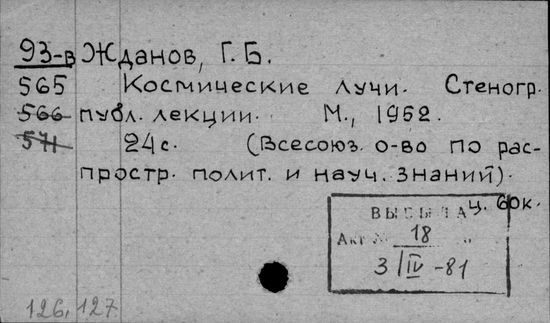 93-в Жданов, Г. Б.
565 Космические лучи. Стеногр.
566 публ. лекции. М., 1952.
571 24 с. (Всесоюз. о-во по рас-
простр. полит. и науч. знаний).
ц. 60к.
ВЫБЫЛА
Акт № 18
3/IV-81
126, 127